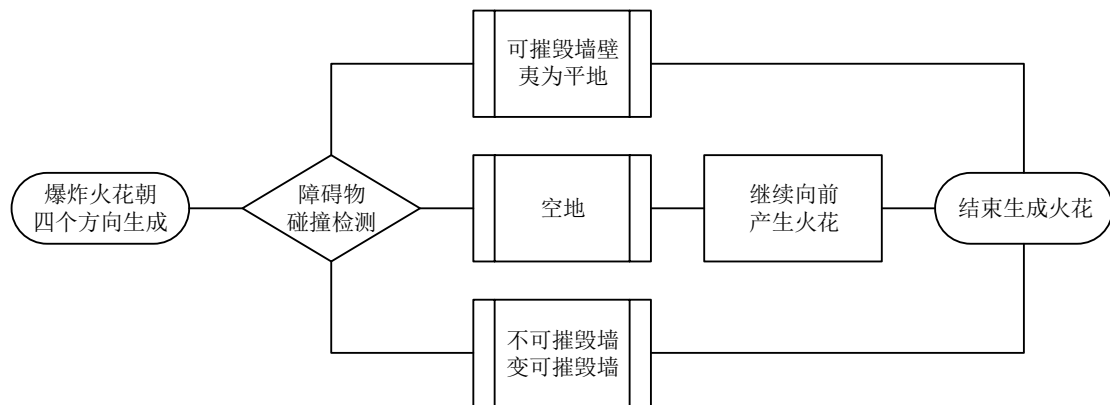 可摧毁墙壁
夷为平地
爆炸火花朝
四个方向生成
障碍物
碰撞检测
空地
继续向前
产生火花
结束生成火花
不可摧毁墙
变可摧毁墙